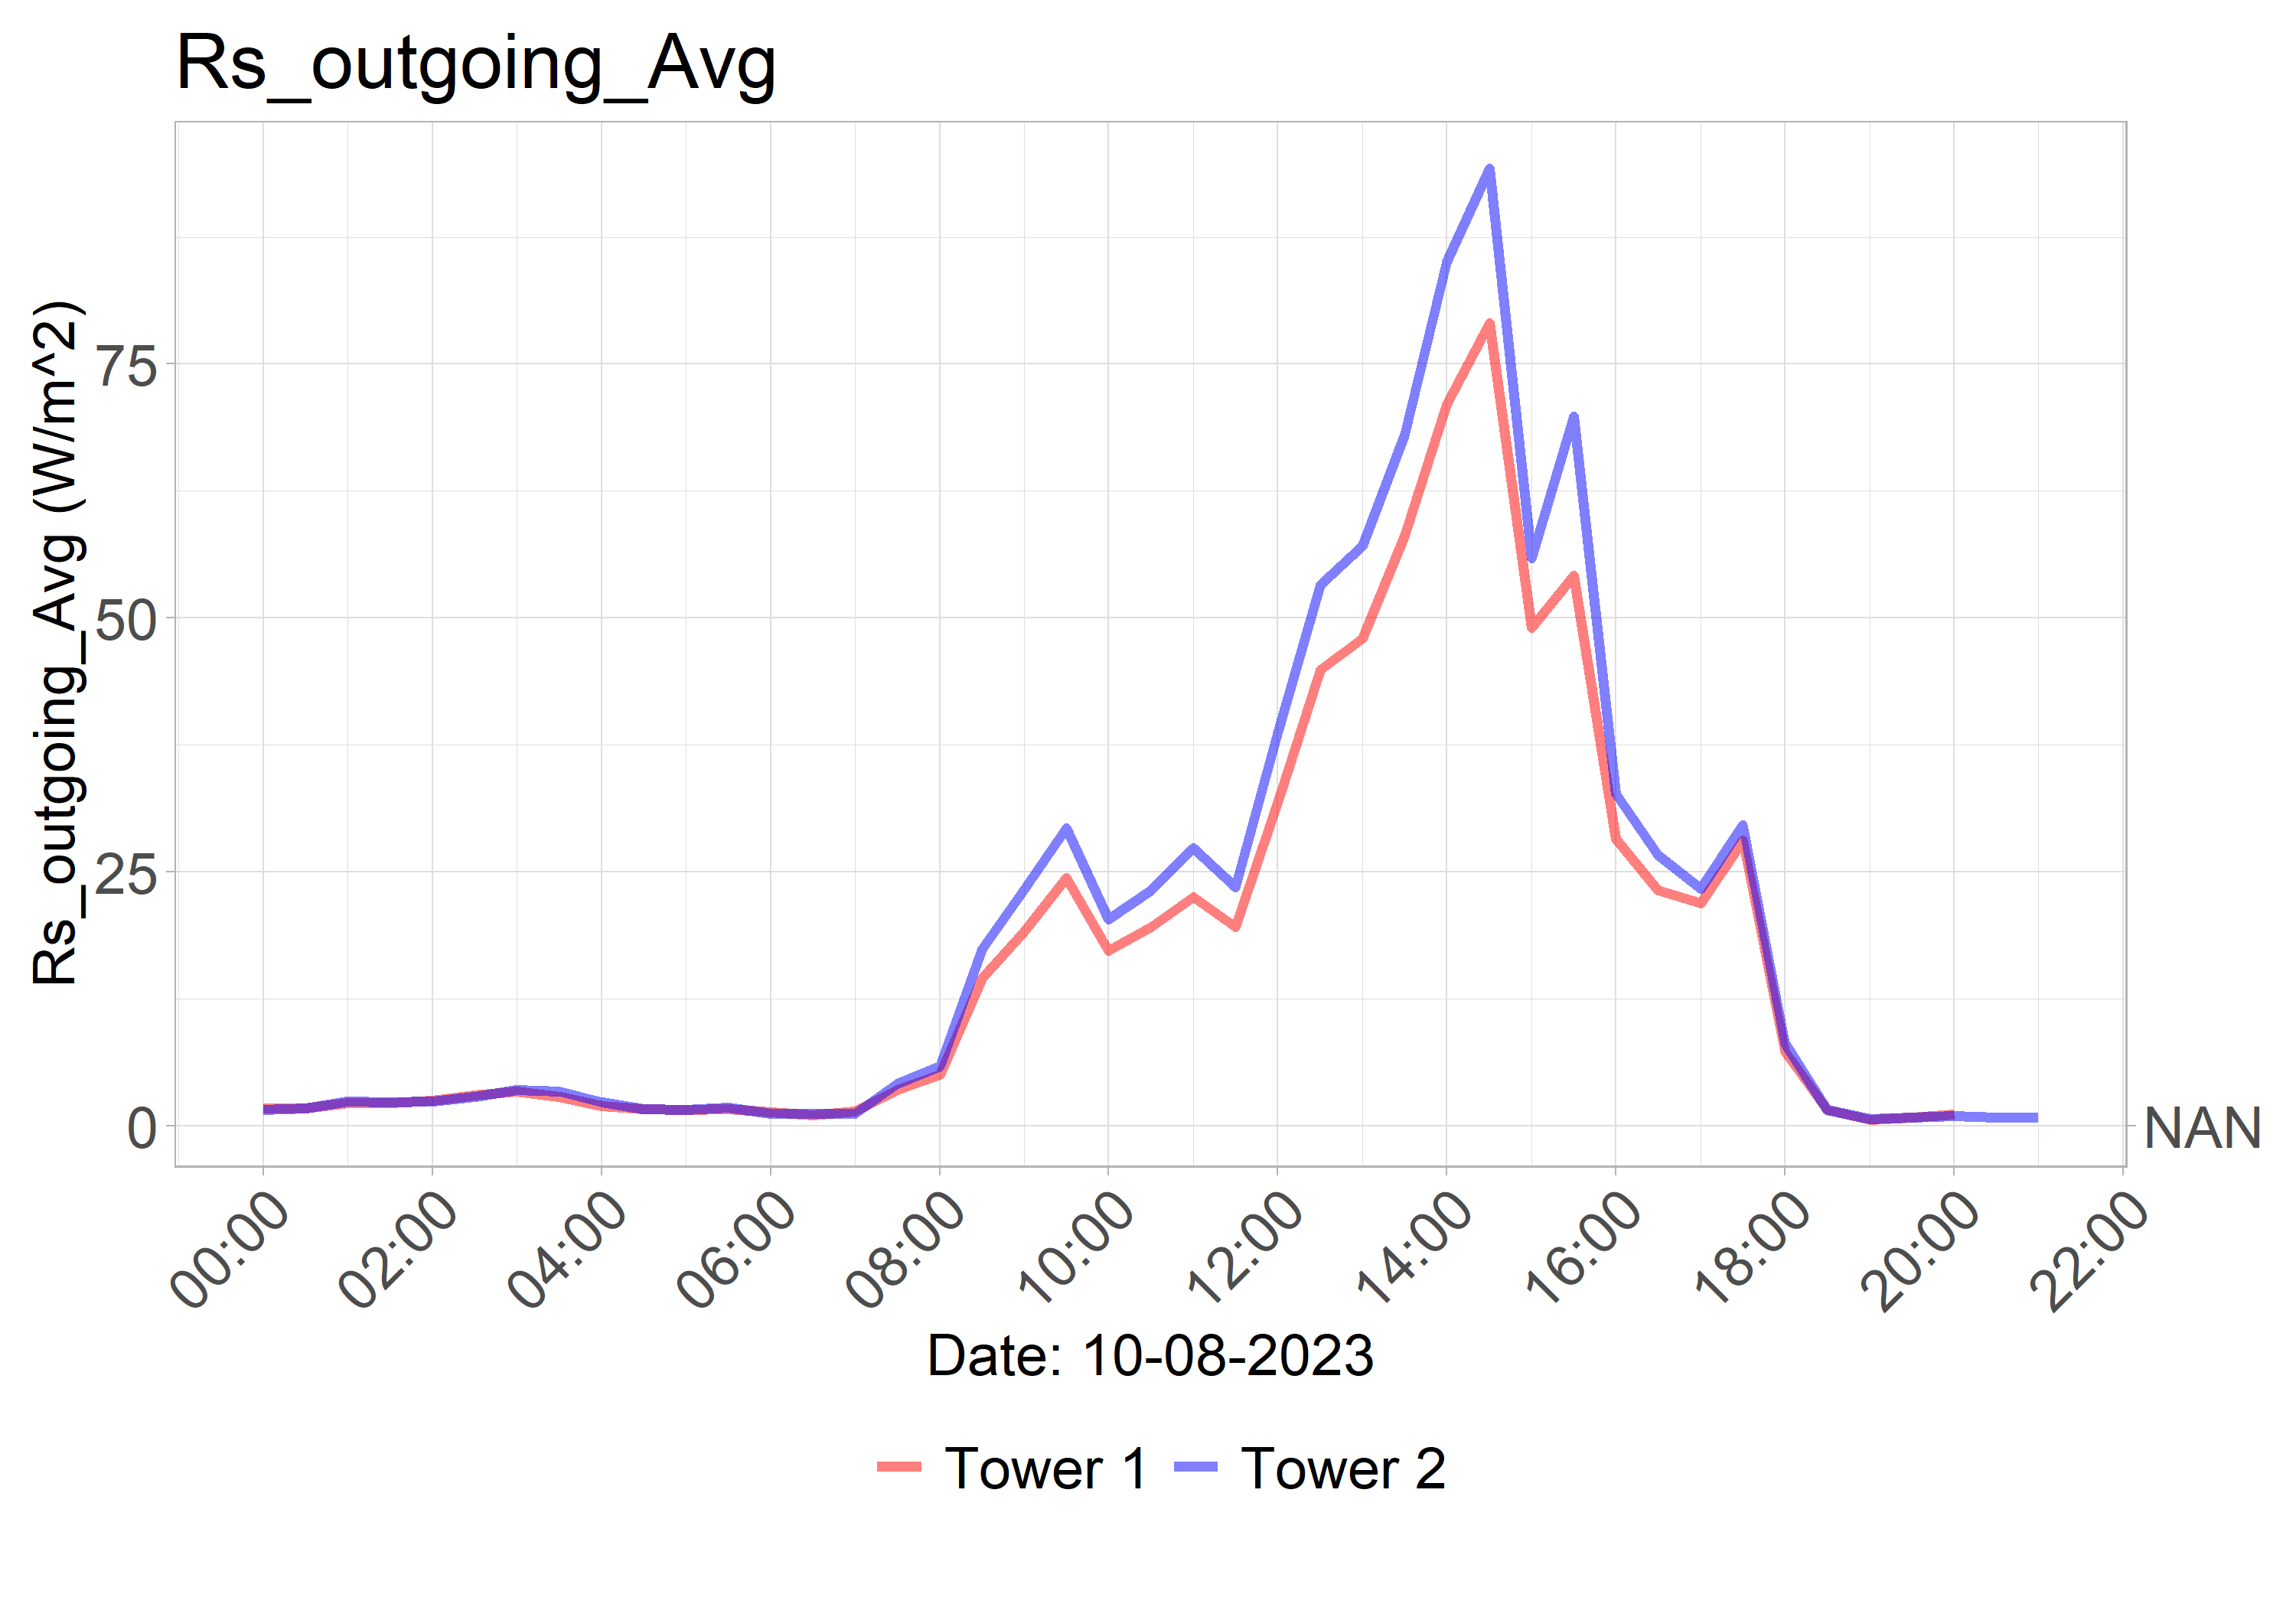 Rs_outgoing_Avg
Rs_outgoing_Avg (W/m^2)
75
50
25
0
NAN
00:00 02:00 04:00 06:00 08:00 10:00 12:00 14:00 16:00 18:00 20:00 22:00
Date: 10-08-2023
Tower 1 Tower 2